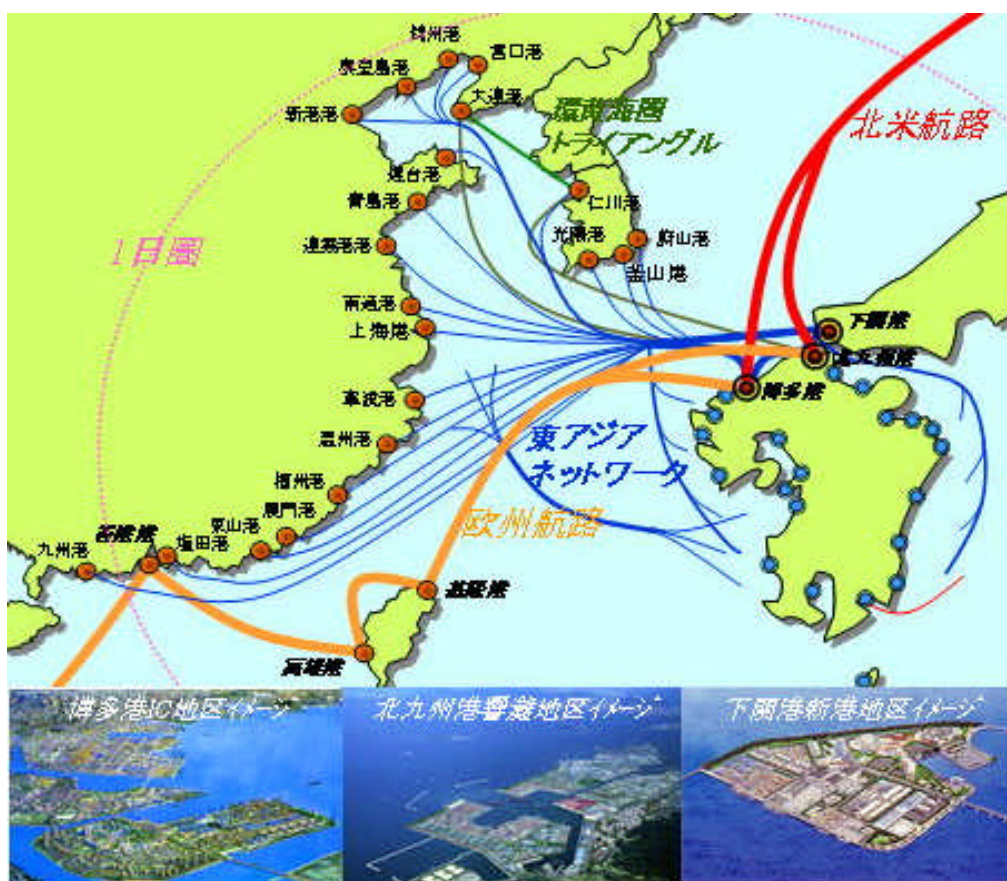 錦州港
営口港
秦皇島港
大連港
新港港
環黄海圏
トライアングル
北米航路
煙台港
青島港
仁川港
光陽港
蔚山港
連雲港港
釜山港
1日圏
南通港
上海港
下関港
北九州港
博多港
寧波港
温州港
東アジア
ネットワーク
福州港
厦門港
欧州航路
東山港
塩田港
九州港
基隆港
高雄港
博多港IC地区イメージ
北九州港響灘地区イメージ
下関港新港地区イメージ